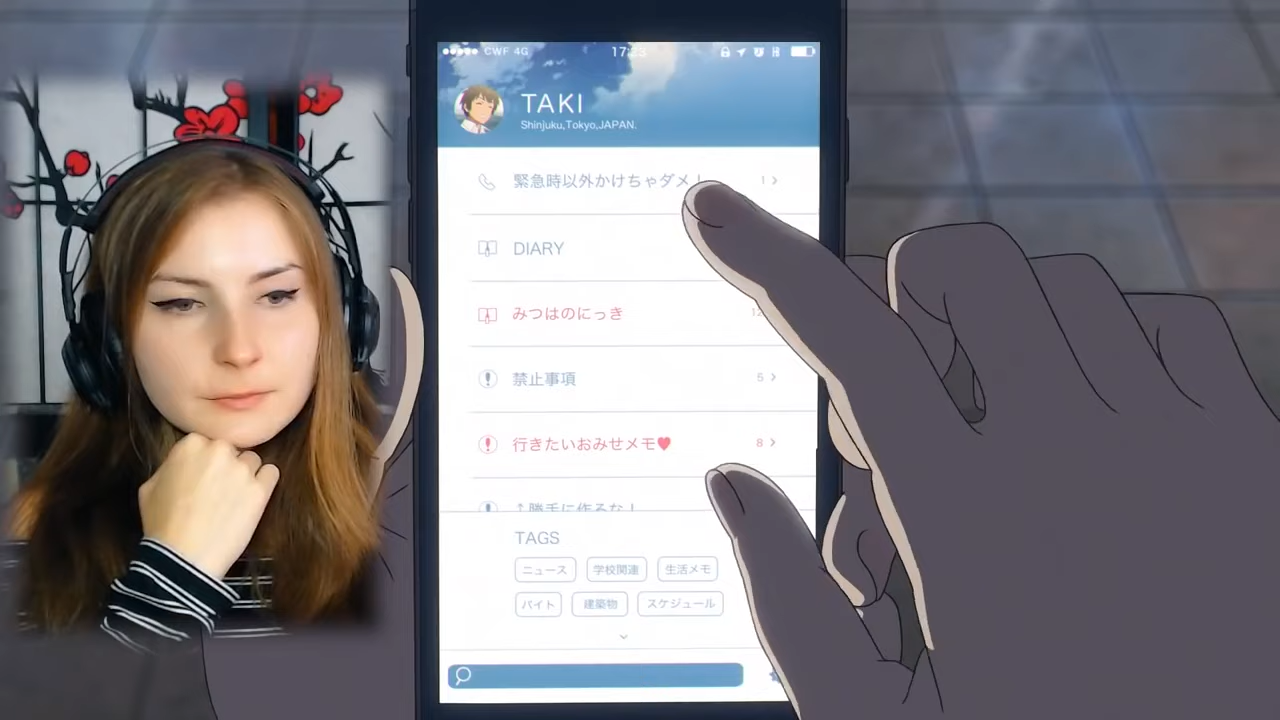 CWF 4G
TAKI
Shinjuku,Tokyo,JAPAN.
緊急時以外かけちゃダメ! 1
DIARY
みつはのにっき
禁止事項 5
行きたいおみせメモ♥ 8
↑勝手に作るな!
TAGS
ニュース 学校関連 生活メモ
バイト 建築物 スケジュール